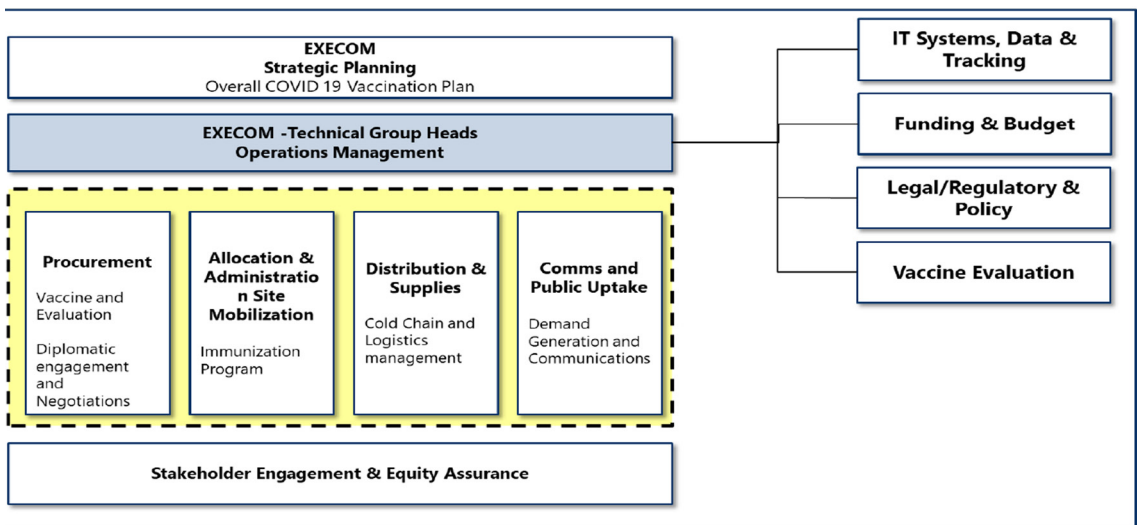 EXECOM
Strategic Planning
Overall COVID 19 Vaccination Plan
EXECOM -Technical Group Heads
Operations Management
Procurement
Vaccine and
Evaluation
Diplomatic
engagement
and
Negotiations
Allocation &
Administratio
n Site
Mobilization
Immunization
Program
Distribution &
Supplies
Cold Chain and
Logistics
management
Comms and
Public Uptake
Demand
Generation and
Communications
Stakeholder Engagement & Equity Assurance
IT Systems, Data &
Tracking
Funding & Budget
Legal/Regulatory &
Policy
Vaccine Evaluation